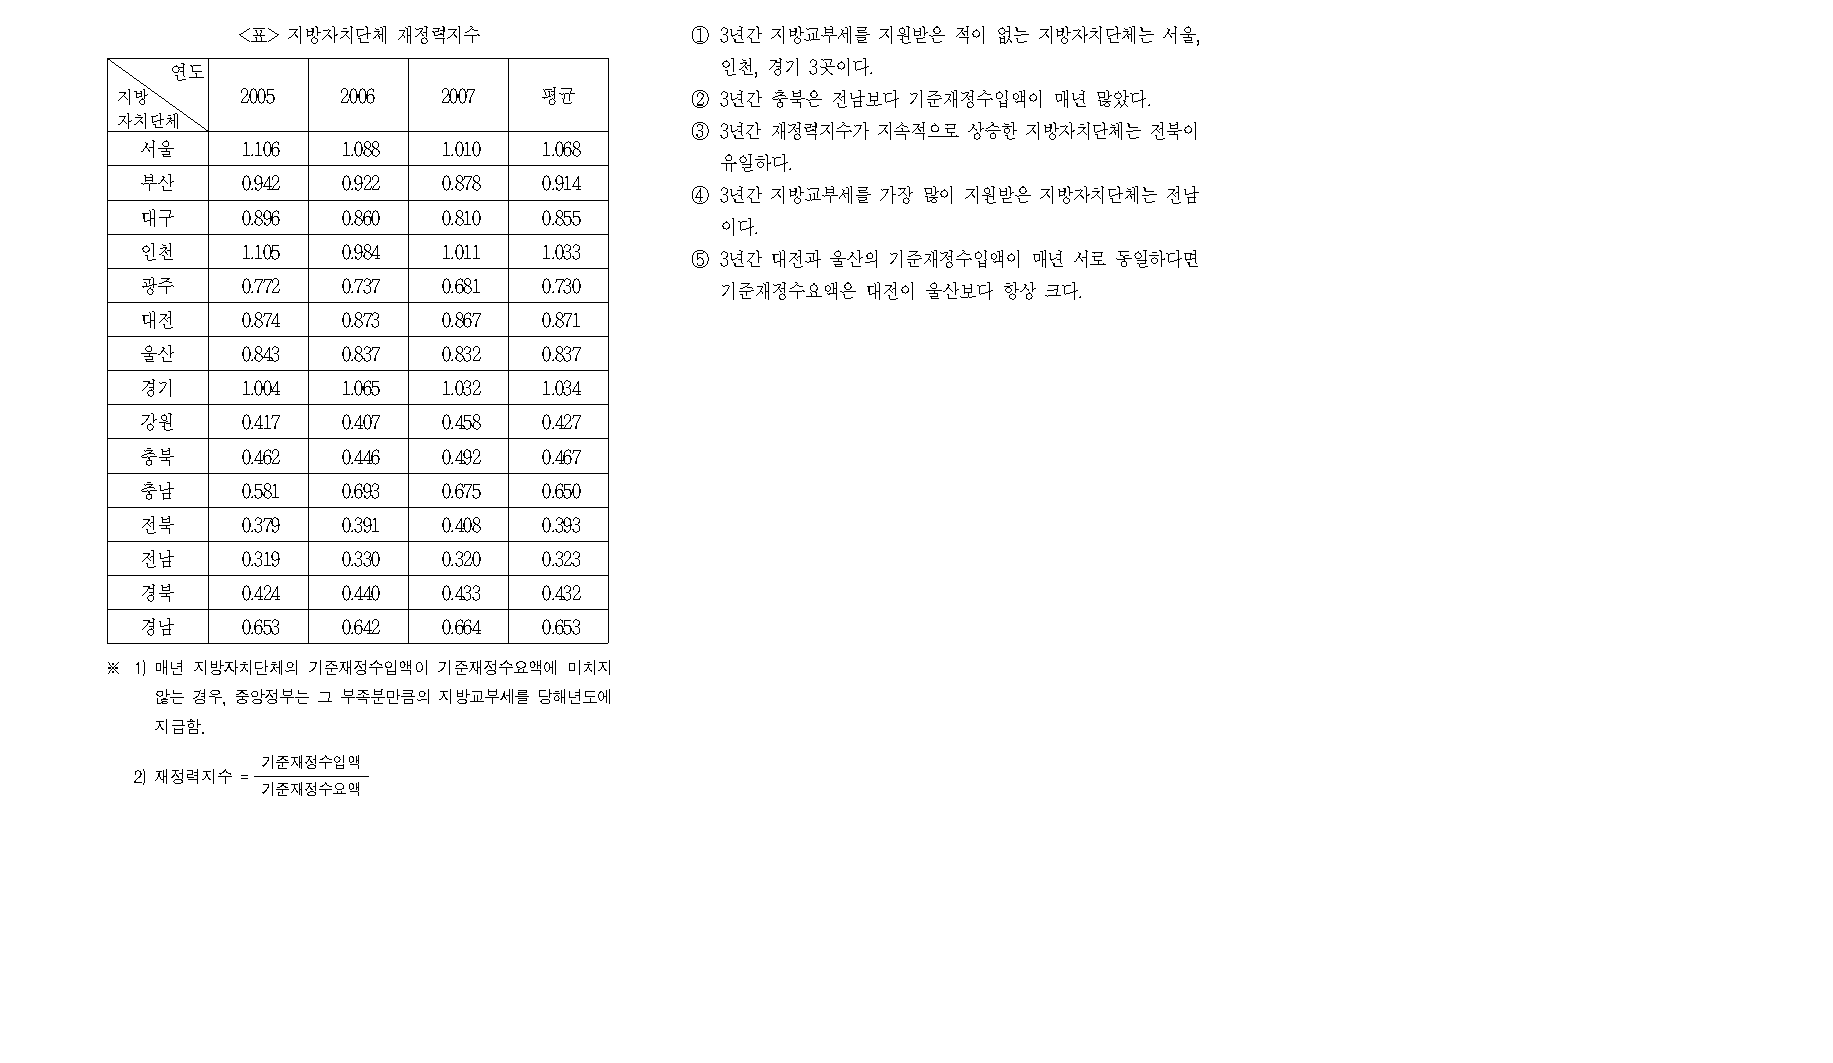 <표> 지방자치단체 재정력지수
연도
지방
자치단체
2005 2006 2007 평균
서울 1.106 1.088 1.010 1.068
부산 0.942 0.922 0.878 0.914
대구 0.896 0.860 0.810 0.855
인천 1.105 0.984 1.011 1.033
광주 0.772 0.737 0.681 0.730
대전 0.874 0.873 0.867 0.871
울산 0.843 0.837 0.832 0.837
경기 1.004 1.065 1.032 1.034
강원 0.417 0.407 0.458 0.427
충북 0.462 0.446 0.492 0.467
충남 0.581 0.693 0.675 0.650
전북 0.379 0.391 0.408 0.393
전남 0.319 0.330 0.320 0.323
경북 0.424 0.440 0.433 0.432
경남 0.653 0.642 0.664 0.653
※ 1) 매년 지방자치단체의 기준재정수입액이 기준재정수요액에 미치지
않는 경우, 중앙정부는 그 부족분만큼의 지방교부세를 당해년도에
지급함.
2) 재정력지수 = 기준재정수입액
기준재정수요액
① 3년간 지방교부세를 지원받은 적이 없는 지방자치단체는 서울,
인천, 경기 3곳이다.
② 3년간 충북은 전남보다 기준재정수입액이 매년 많았다.
③ 3년간 재정력지수가 지속적으로 상승한 지방자치단체는 전북이
유일하다.
④ 3년간 지방교부세를 가장 많이 지원받은 지방자치단체는 전남
이다.
⑤ 3년간 대전과 울산의 기준재정수입액이 매년 서로 동일하다면
기준재정수요액은 대전이 울산보다 항상 크다.